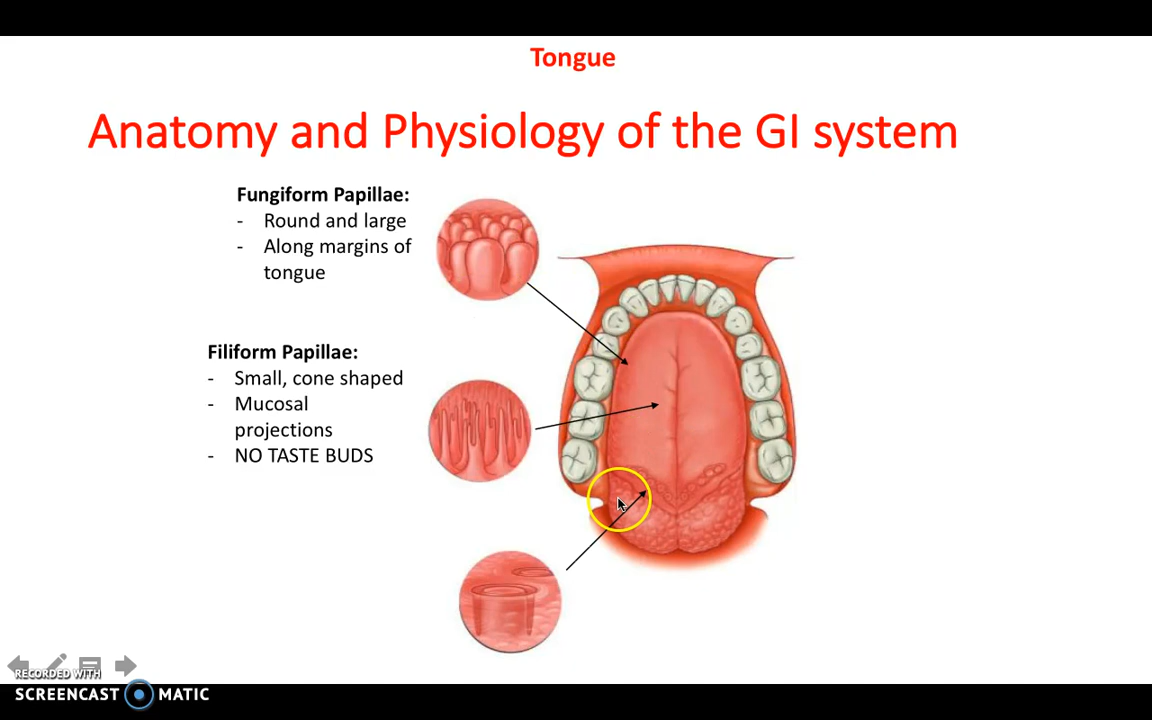 Tongue
Anatomy and Physiology of the GI system
Fungiform Papillae:
- Round and large
- Along margins of
tongue
Filiform Papillae:
- Small, cone shaped
- Mucosal
projections
- NO TASTE BUDS
RECORDED WITH
SCREENCAST MATIC